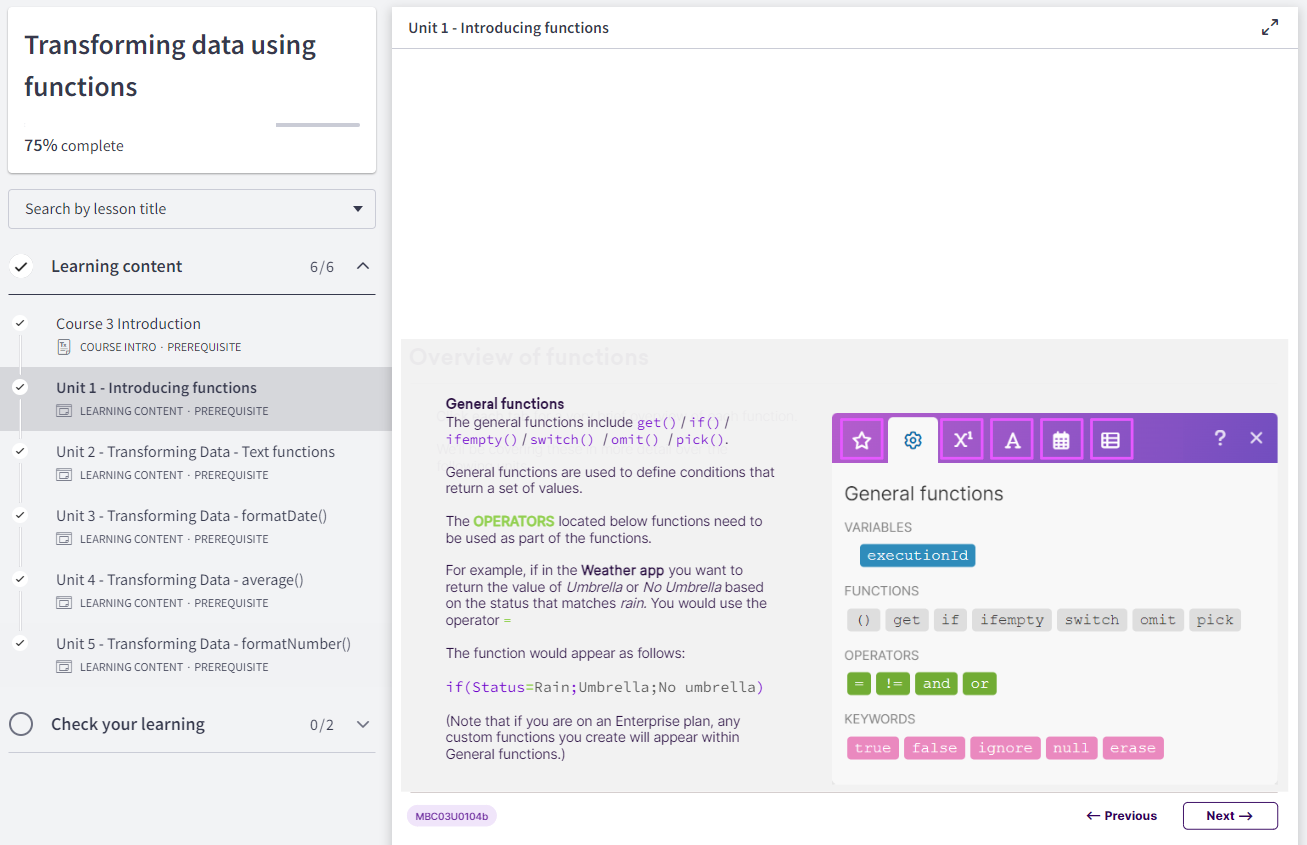 Transforming data using
functions
75% complete
Search by lesson title
Learning content 6/6
Course 3 Introduction
COURSE INTRO · PREREQUISITE
Unit 1 - Introducing functions
LEARNING CONTENT · PREREQUISITE
Unit 2 - Transforming Data - Text functions
LEARNING CONTENT · PREREQUISITE
Unit 3 - Transforming Data - formatDate()
LEARNING CONTENT · PREREQUISITE
Unit 4 - Transforming Data - average()
LEARNING CONTENT · PREREQUISITE
Unit 5 - Transforming Data - formatNumber()
LEARNING CONTENT · PREREQUISITE
Check your learning 0/2
Unit 1 - Introducing functions
Overview of functions
General functions
The general functions include get() / if() /
ifempty() / switch() / omit() / pick().
General functions are used to define conditions that
return a set of values.
The OPERATORS located below functions need to
be used as part of the functions.
For example, if in the Weather app you want to
return the value of Umbrella or No Umbrella based
on the status that matches rain. You would use the
operator =
The function would appear as follows:
if(Status=Rain;Umbrella;No umbrella)
(Note that if you are on an Enterprise plan, any
custom functions you create will appear within
General functions.)
X¹ A ? ×
General functions
VARIABLES
executionId
FUNCTIONS
() get if ifempty switch omit pick
OPERATORS
= != and or
KEYWORDS
true false ignore null erase
MBC03U0104b
← Previous Next →